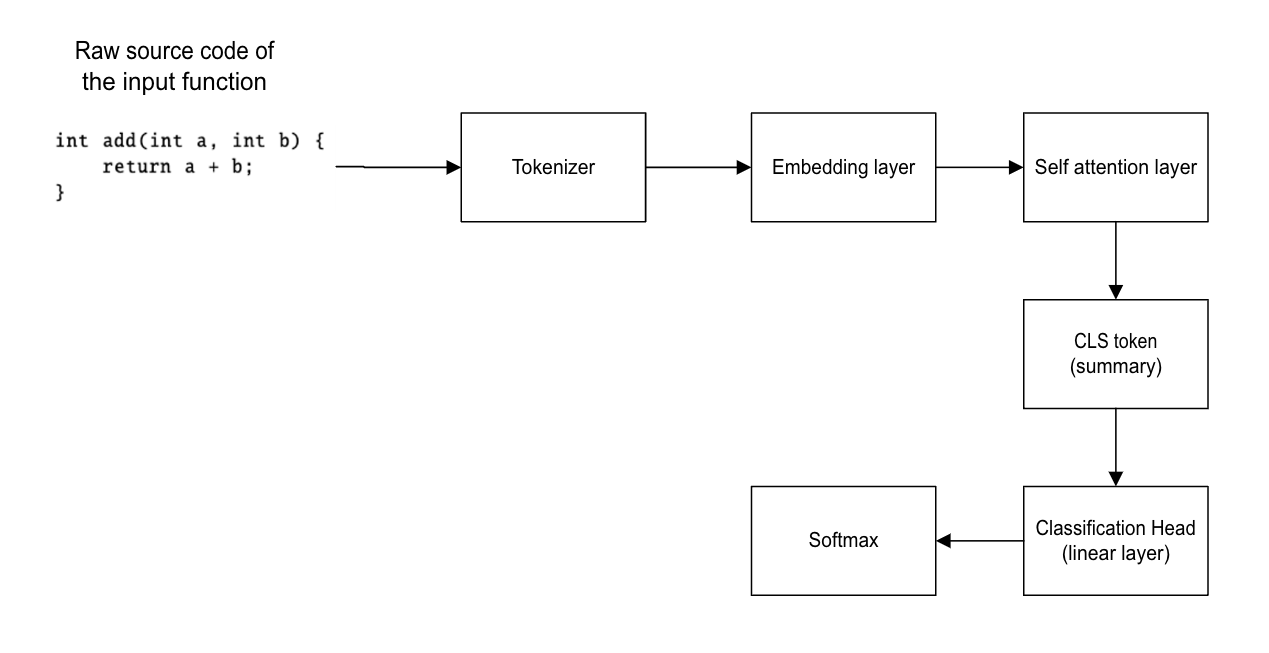 Raw source code of
the input function
int add(int a, int b) {
    return a + b;
}
Tokenizer
Embedding layer
Self attention layer
CLS token
(summary)
Classification Head
(linear layer)
Softmax